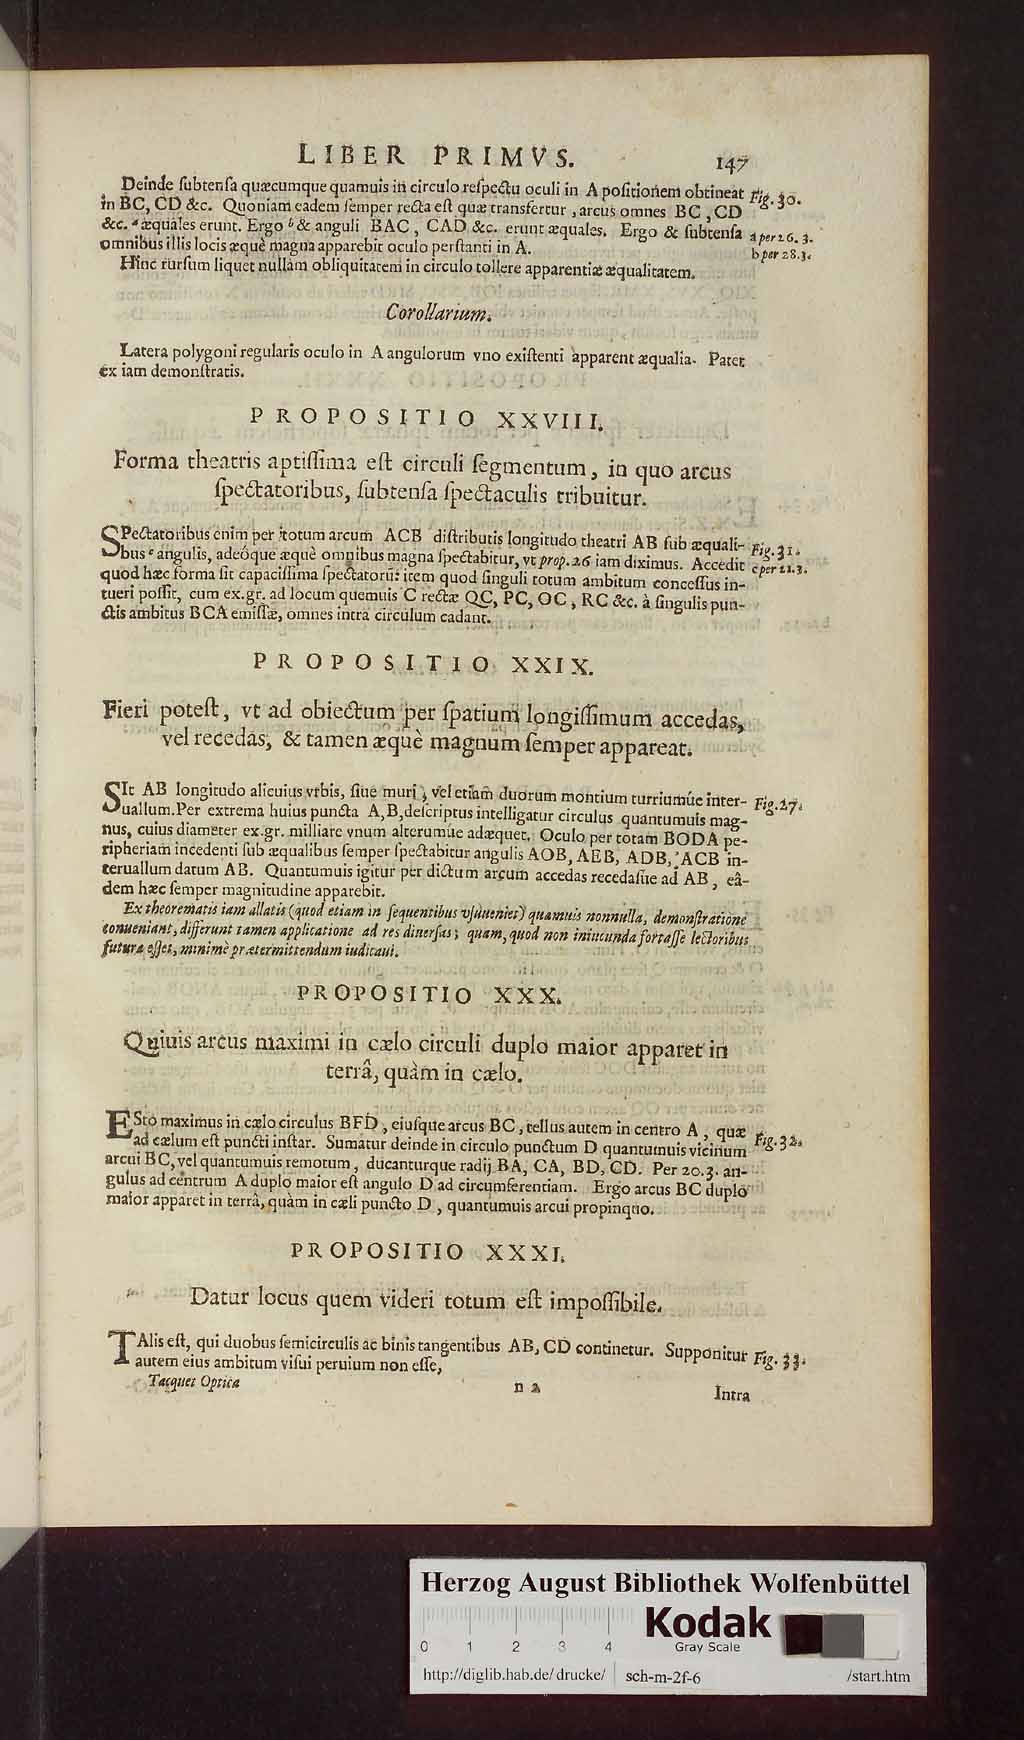 LIBER PRIMVS. 147
Deinde ſubtenſa quæcumque quamuis in circulo reſpectu oculi in A poſitionem obtineat Fig. 30.
in BC, CD &c. Quoniam eadem ſemper recta eſt quæ transfertur, arcus omnes BC, CD
&c. a æquales erunt. Ergo b & anguli BAC, CAD &c. erunt æquales. Ergo & ſubtenſa a per 26. 3.
omnibus illis locis æquè magna apparebit oculo perſtanti in A. b per 28. 3.
Hinc rurſum liquet nullam obliquitatem in circulo tollere apparentiæ æqualitatem.
Corollarium.
Latera polygoni regularis oculo in A angulorum vno exiſtenti apparent æqualia. Patet
ex iam demonſtratis.
PROPOSITIO XXVIII.
Forma theatris aptiſſima eſt circuli ſegmentum, in quo arcus
ſpectatoribus, ſubtenſa ſpectaculis tribuitur.
SPectatoribus enim per totum arcum ACB diſtributis longitudo theatri AB ſub æquali- Fig. 31.
bus c angulis, adeóque æquè omnibus magna ſpectabitur, vt prop. 26 iam diximus. Accedit c per 21. 3.
quod hæc forma ſit capaciſſima ſpectatorū: item quod ſinguli totum ambitum conceſſus in-
tueri poſſit, cum ex. gr. ad locum quemuis C rectæ QC, PC, OC, RC &c. à ſingulis pun-
ctis ambitus BCA emiſſæ, omnes intra circulum cadant.
PROPOSITIO XXIX.
Fieri poteſt, vt ad obiectum per ſpatium longiſſimum accedas,
vel recedas, & tamen æquè magnum ſemper appareat.
SIt AB longitudo alicuius vrbis, ſiue muri, vel etiam duorum montium turriumúe inter- Fig. 27.
uallum. Per extrema huius puncta A, B, deſcriptus intelligatur circulus quantumuis mag-
nus, cuius diameter ex. gr. milliare vnum alterumúe adæquet. Oculo per totam BODA pe-
ripheriam incedenti ſub æqualibus ſemper ſpectabitur angulis AOB, AEB, ADB, ACB in-
teruallum datum AB. Quantumuis igitur per dictum arcum accedas recedaſue ad AB, eâ-
dem hæc ſemper magnitudine apparebit.
Ex theorematis iam allatis (quod etiam in ſequentibus vſuueniet) quamuis nonnulla, demonſtratione
conueniant, differunt tamen applicatione ad res diuerſas; quam, quod non iniucunda fortaſſe lectoribus
futura eſſet, minimè prætermittendum iudicaui.
PROPOSITIO XXX.
Quiuis arcus maximi in cælo circuli duplo maior apparet in
terrâ, quàm in cælo.
ESto maximus in cælo circulus BFD, eiuſque arcus BC, tellus autem in centro A, quæ Fig. 32.
ad cælum eſt puncti inſtar. Sumatur deinde in circulo punctum D quantumuis vicinum
arcui BC, vel quantumuis remotum, ducanturque radij BA, CA, BD, CD. Per 20. 3. an-
gulus ad centrum A duplo maior eſt angulo D ad circumferentiam. Ergo arcus BC duplo
maior apparet in terrâ, quàm in cæli puncto D, quantumuis arcui propinquo.
PROPOSITIO XXXI.
Datur locus quem videri totum eſt impoſſibile.
TAlis eſt, qui duobus ſemicirculis ac binis tangentibus AB, CD continetur. Supponitur Fig. 33.
autem eius ambitum viſui peruium non eſſe,
Tacquet Optica n 2 Intra
Herzog August Bibliothek Wolfenbüttel
Kodak
Gray Scale
0 1 2 3 4
http://diglib.hab.de/drucke/ sch-m-2f-6 /start.htm